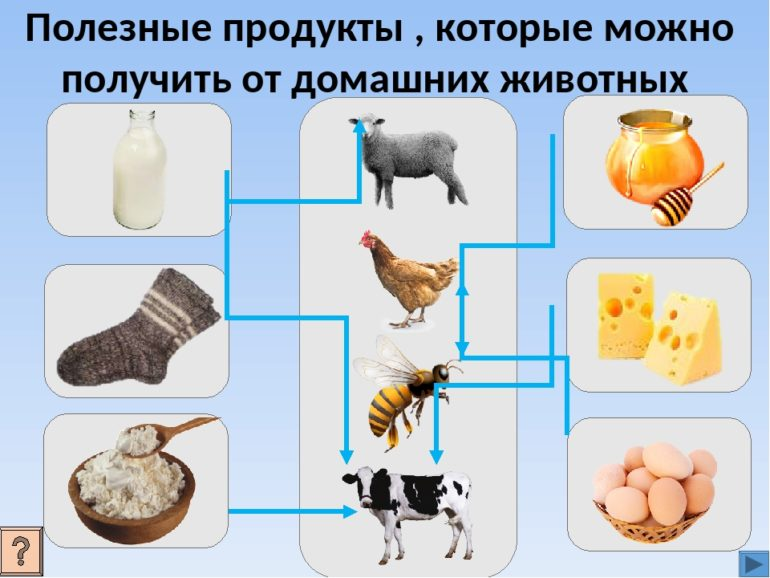 Полезные продукты , которые можно
получить от домашних животных
?